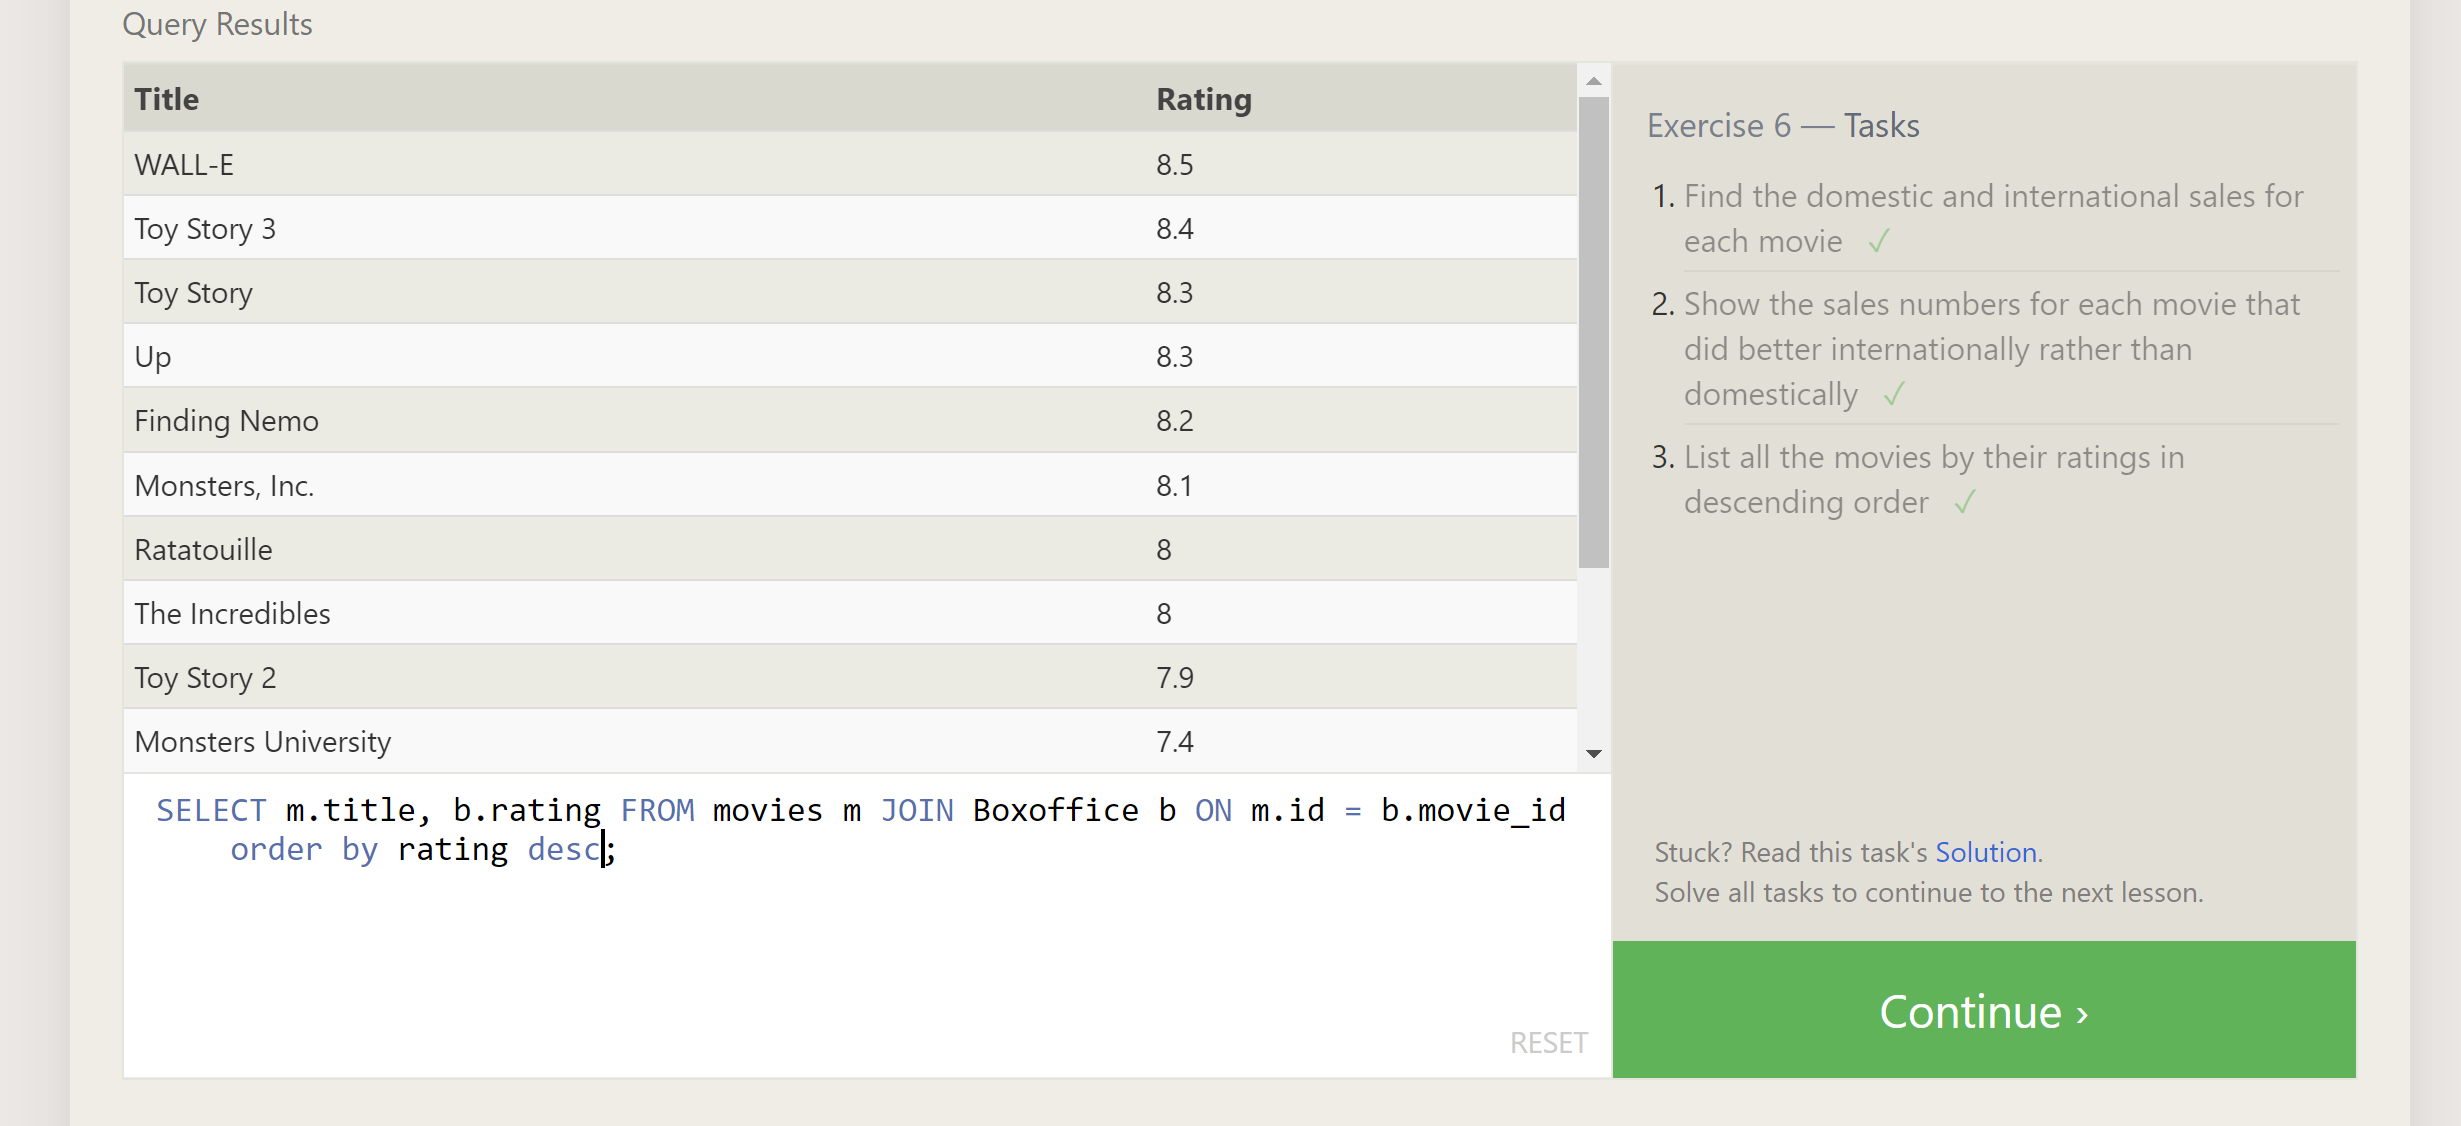 Query Results
Title Rating
WALL-E 8.5
Toy Story 3 8.4
Toy Story 8.3
Up 8.3
Finding Nemo 8.2
Monsters, Inc. 8.1
Ratatouille 8
The Incredibles 8
Toy Story 2 7.9
Monsters University 7.4
SELECT m.title, b.rating FROM movies m JOIN Boxoffice b ON m.id = b.movie_id
order by rating desc;
RESET
Exercise 6 — Tasks
1. Find the domestic and international sales for
each movie ✓
2. Show the sales numbers for each movie that
did better internationally rather than
domestically ✓
3. List all the movies by their ratings in
descending order ✓
Stuck? Read this task's Solution.
Solve all tasks to continue to the next lesson.
Continue ›